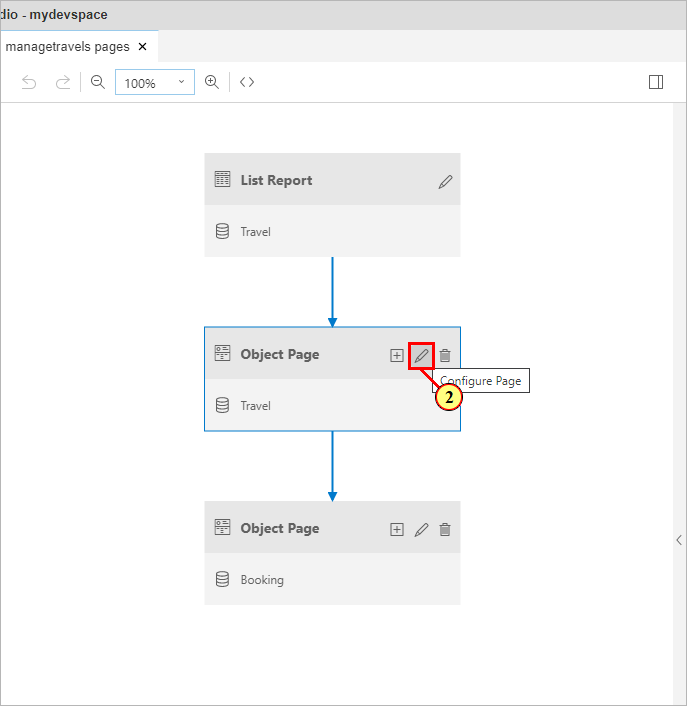 dio - mydevspace
managetravels pages
100%
List Report
Travel
Object Page
Configure Page
2
Travel
Object Page
Booking